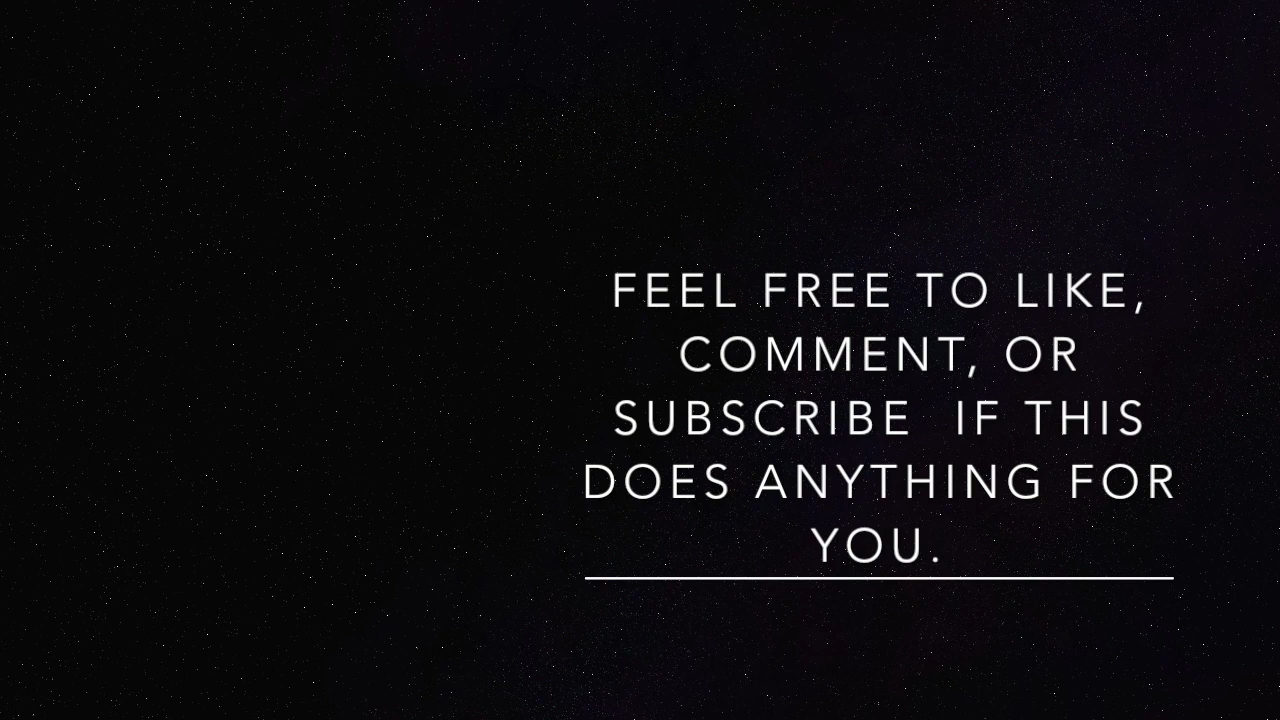 FEEL FREE TO LIKE,
COMMENT, OR
SUBSCRIBE  IF THIS
DOES ANYTHING FOR
YOU.